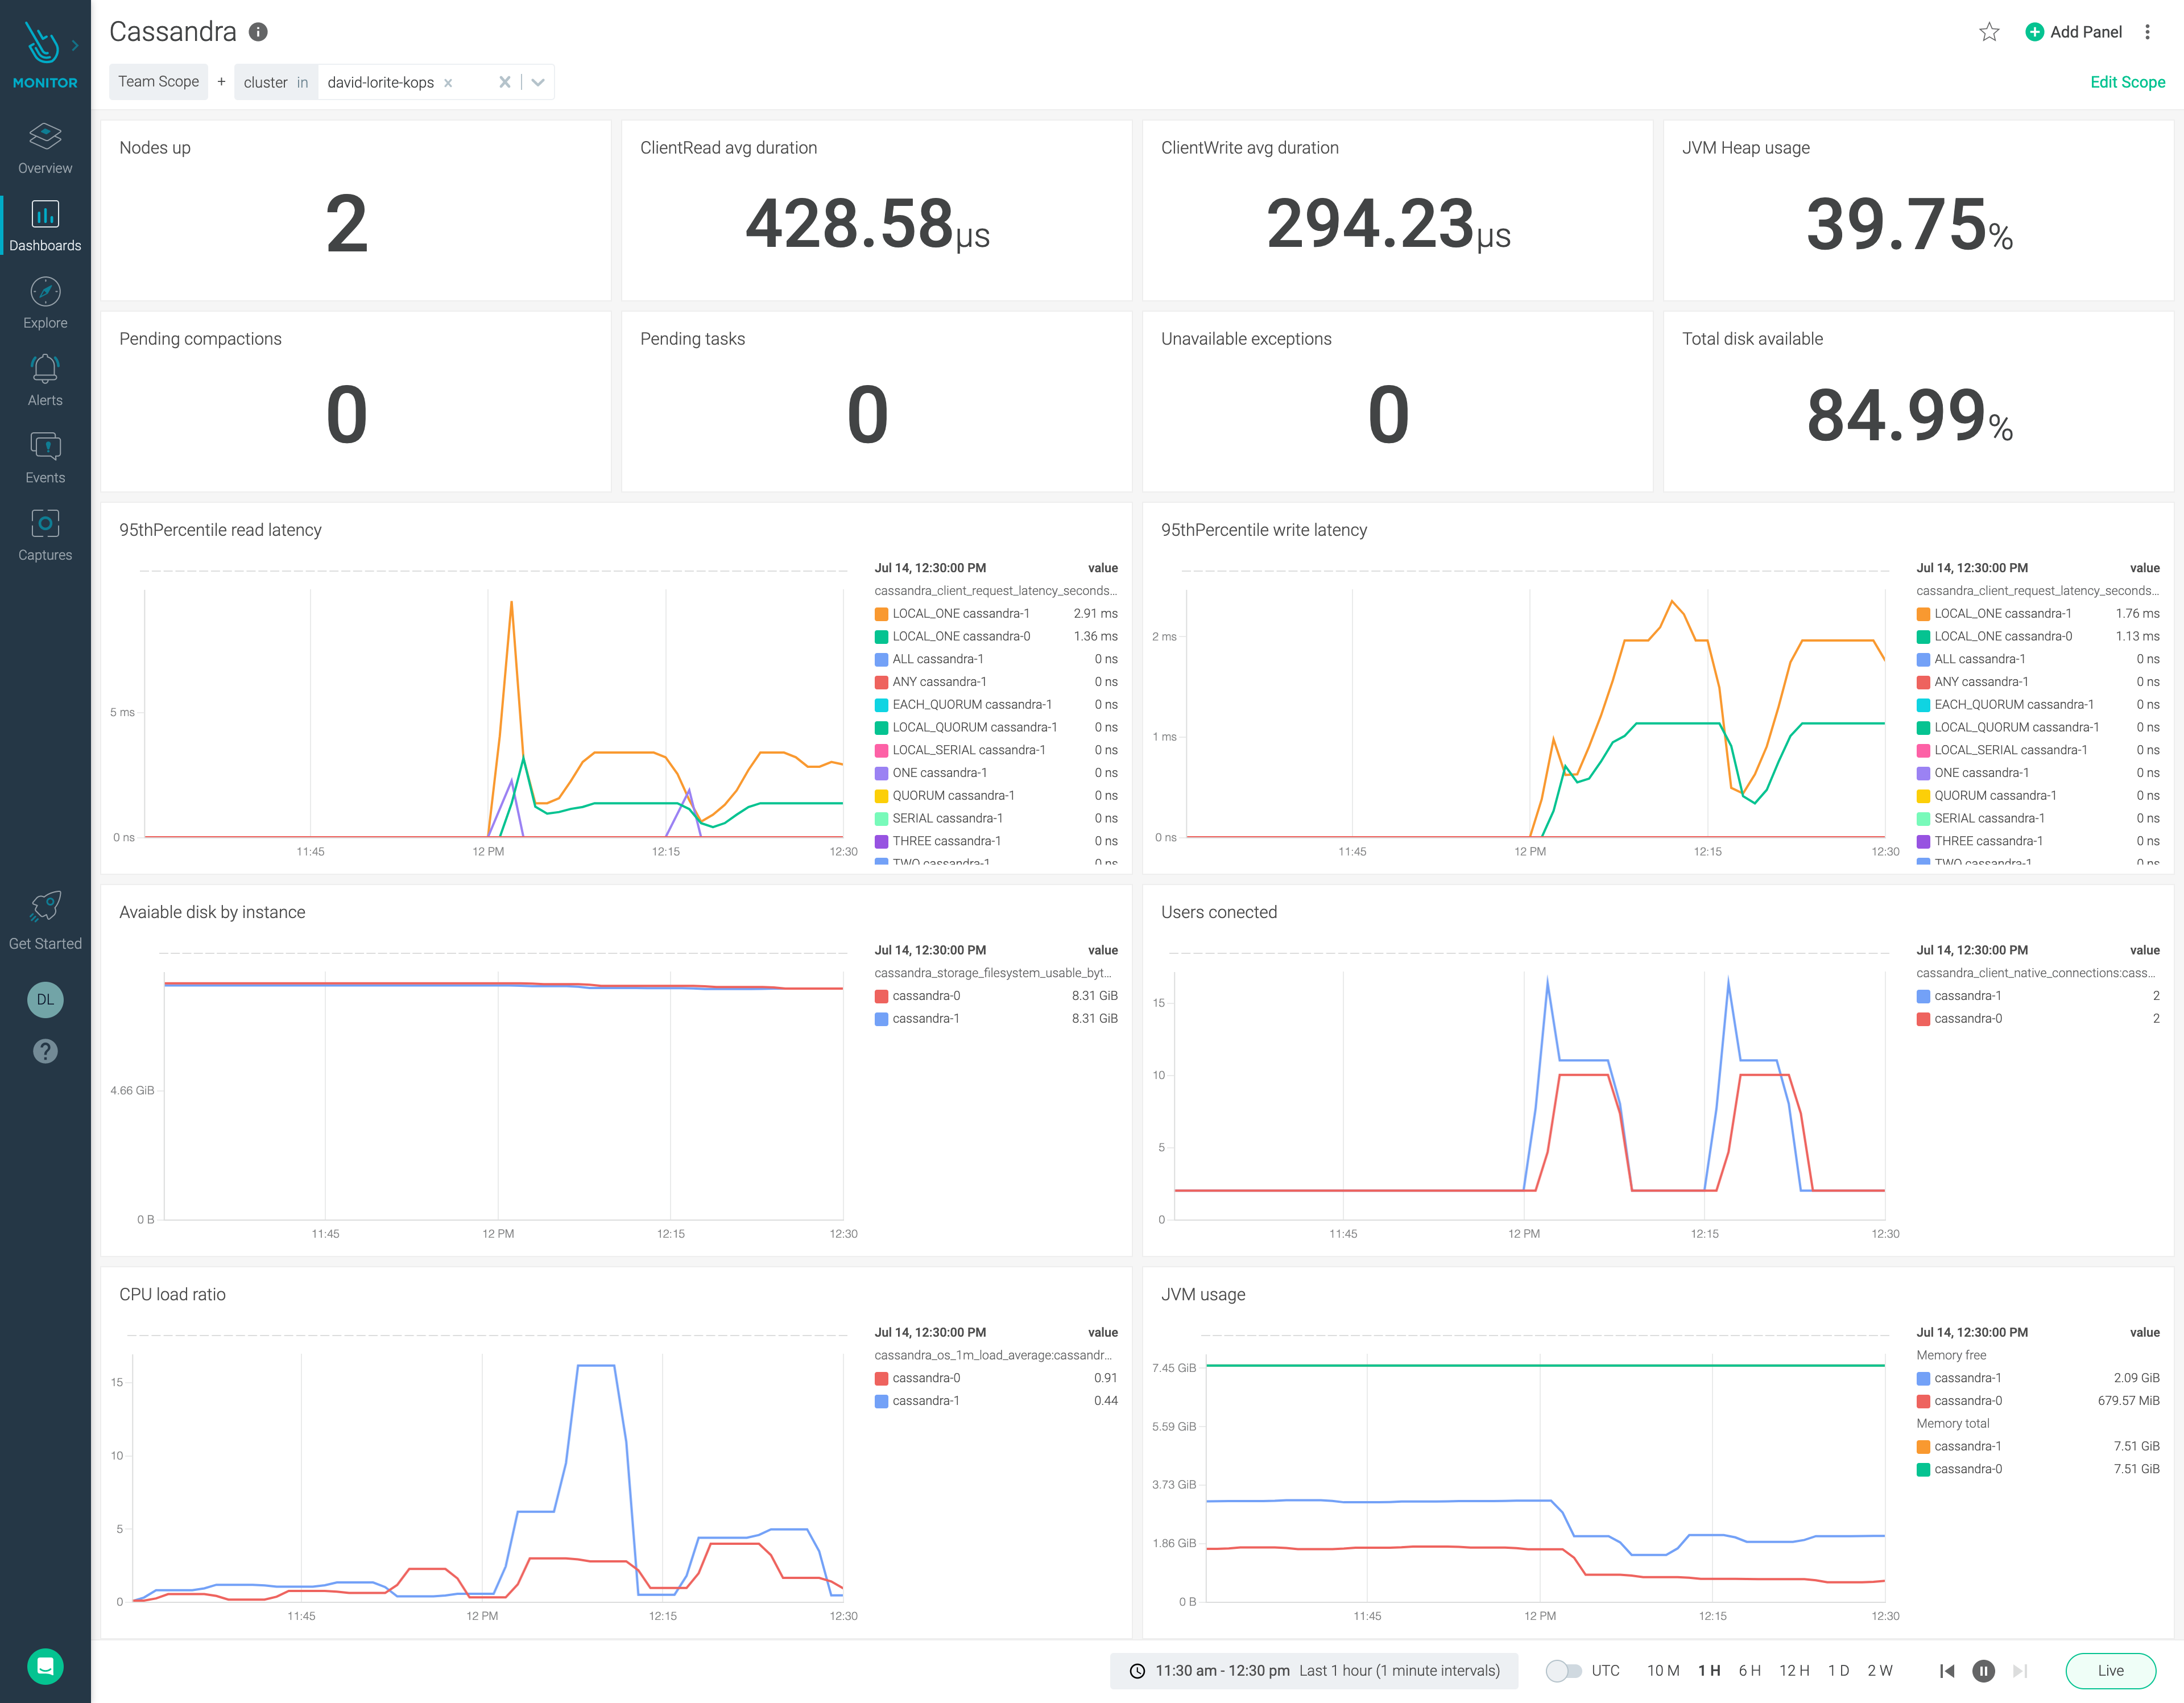 Cassandra
Add Panel
MONITOR
Team Scope + cluster in david-lorite-kops
Edit Scope
Overview
Dashboards
Explore
Alerts
Events
Captures
Get Started
DL
?
Nodes up
2
ClientRead avg duration
428.58µs
ClientWrite avg duration
294.23µs
JVM Heap usage
39.75%
Pending compactions
0
Pending tasks
0
Unavailable exceptions
0
Total disk available
84.99%
95thPercentile read latency
5 ms
0 ns
11:45 12 PM 12:15 12:30
Jul 14, 12:30:00 PM value
cassandra_client_request_latency_seconds...
LOCAL_ONE cassandra-1 2.91 ms
LOCAL_ONE cassandra-0 1.36 ms
ALL cassandra-1 0 ns
ANY cassandra-1 0 ns
EACH_QUORUM cassandra-1 0 ns
LOCAL_QUORUM cassandra-1 0 ns
LOCAL_SERIAL cassandra-1 0 ns
ONE cassandra-1 0 ns
QUORUM cassandra-1 0 ns
SERIAL cassandra-1 0 ns
THREE cassandra-1 0 ns
TWO cassandra-1 0 ns
95thPercentile write latency
2 ms
1 ms
0 ns
11:45 12 PM 12:15 12:30
Jul 14, 12:30:00 PM value
cassandra_client_request_latency_seconds...
LOCAL_ONE cassandra-1 1.76 ms
LOCAL_ONE cassandra-0 1.13 ms
ALL cassandra-1 0 ns
ANY cassandra-1 0 ns
EACH_QUORUM cassandra-1 0 ns
LOCAL_QUORUM cassandra-1 0 ns
LOCAL_SERIAL cassandra-1 0 ns
ONE cassandra-1 0 ns
QUORUM cassandra-1 0 ns
SERIAL cassandra-1 0 ns
THREE cassandra-1 0 ns
TWO cassandra-1 0 ns
Avaiable disk by instance
4.66 GiB
0 B
11:45 12 PM 12:15 12:30
Jul 14, 12:30:00 PM value
cassandra_storage_filesystem_usable_byt...
cassandra-0 8.31 GiB
cassandra-1 8.31 GiB
Users conected
15
10
5
0
11:45 12 PM 12:15 12:30
Jul 14, 12:30:00 PM value
cassandra_client_native_connections:cass...
cassandra-1 2
cassandra-0 2
CPU load ratio
15
10
5
0
11:45 12 PM 12:15 12:30
Jul 14, 12:30:00 PM value
cassandra_os_1m_load_average:cassandr...
cassandra-0 0.91
cassandra-1 0.44
JVM usage
7.45 GiB
5.59 GiB
3.73 GiB
1.86 GiB
0 B
11:45 12 PM 12:15 12:30
Jul 14, 12:30:00 PM value
Memory free
cassandra-1 2.09 GiB
cassandra-0 679.57 MiB
Memory total
cassandra-1 7.51 GiB
cassandra-0 7.51 GiB
11:30 am - 12:30 pm Last 1 hour (1 minute intervals)
UTC 10 M 1 H 6 H 12 H 1 D 2 W
Live